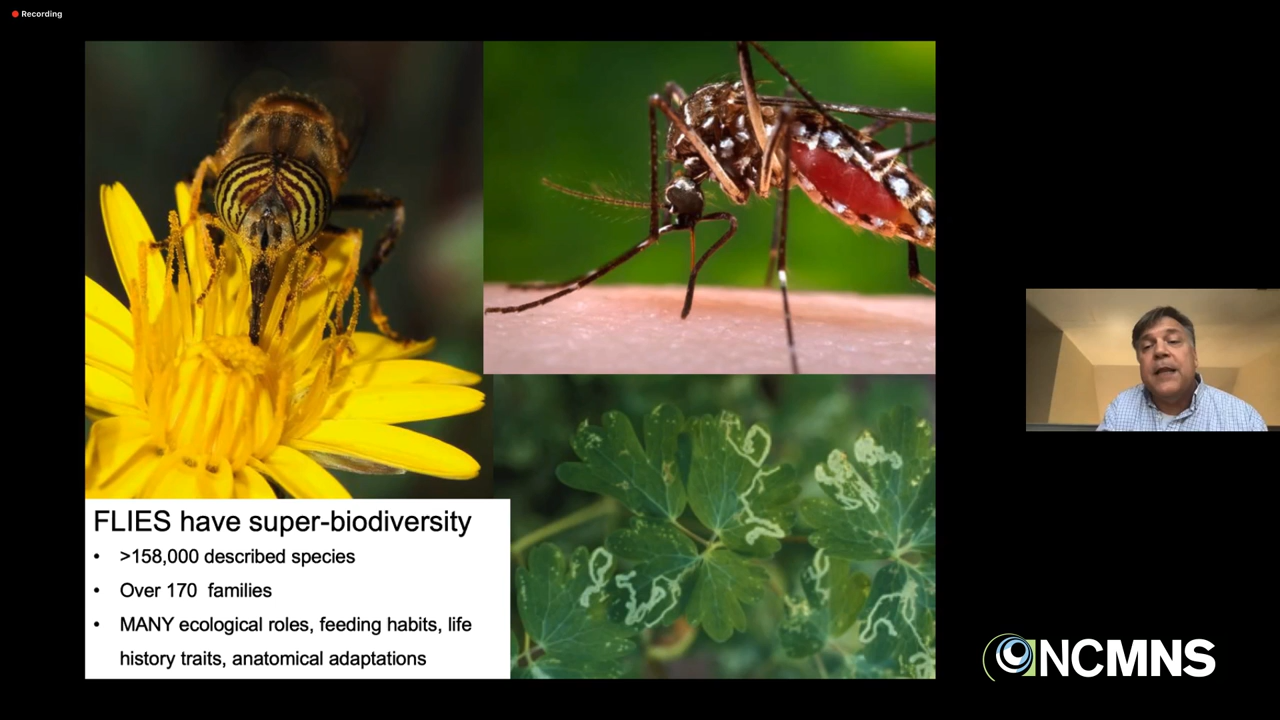 Recording
FLIES have super-biodiversity
• >158,000 described species
• Over 170 families
• MANY ecological roles, feeding habits, life
history traits, anatomical adaptations
NCMNS